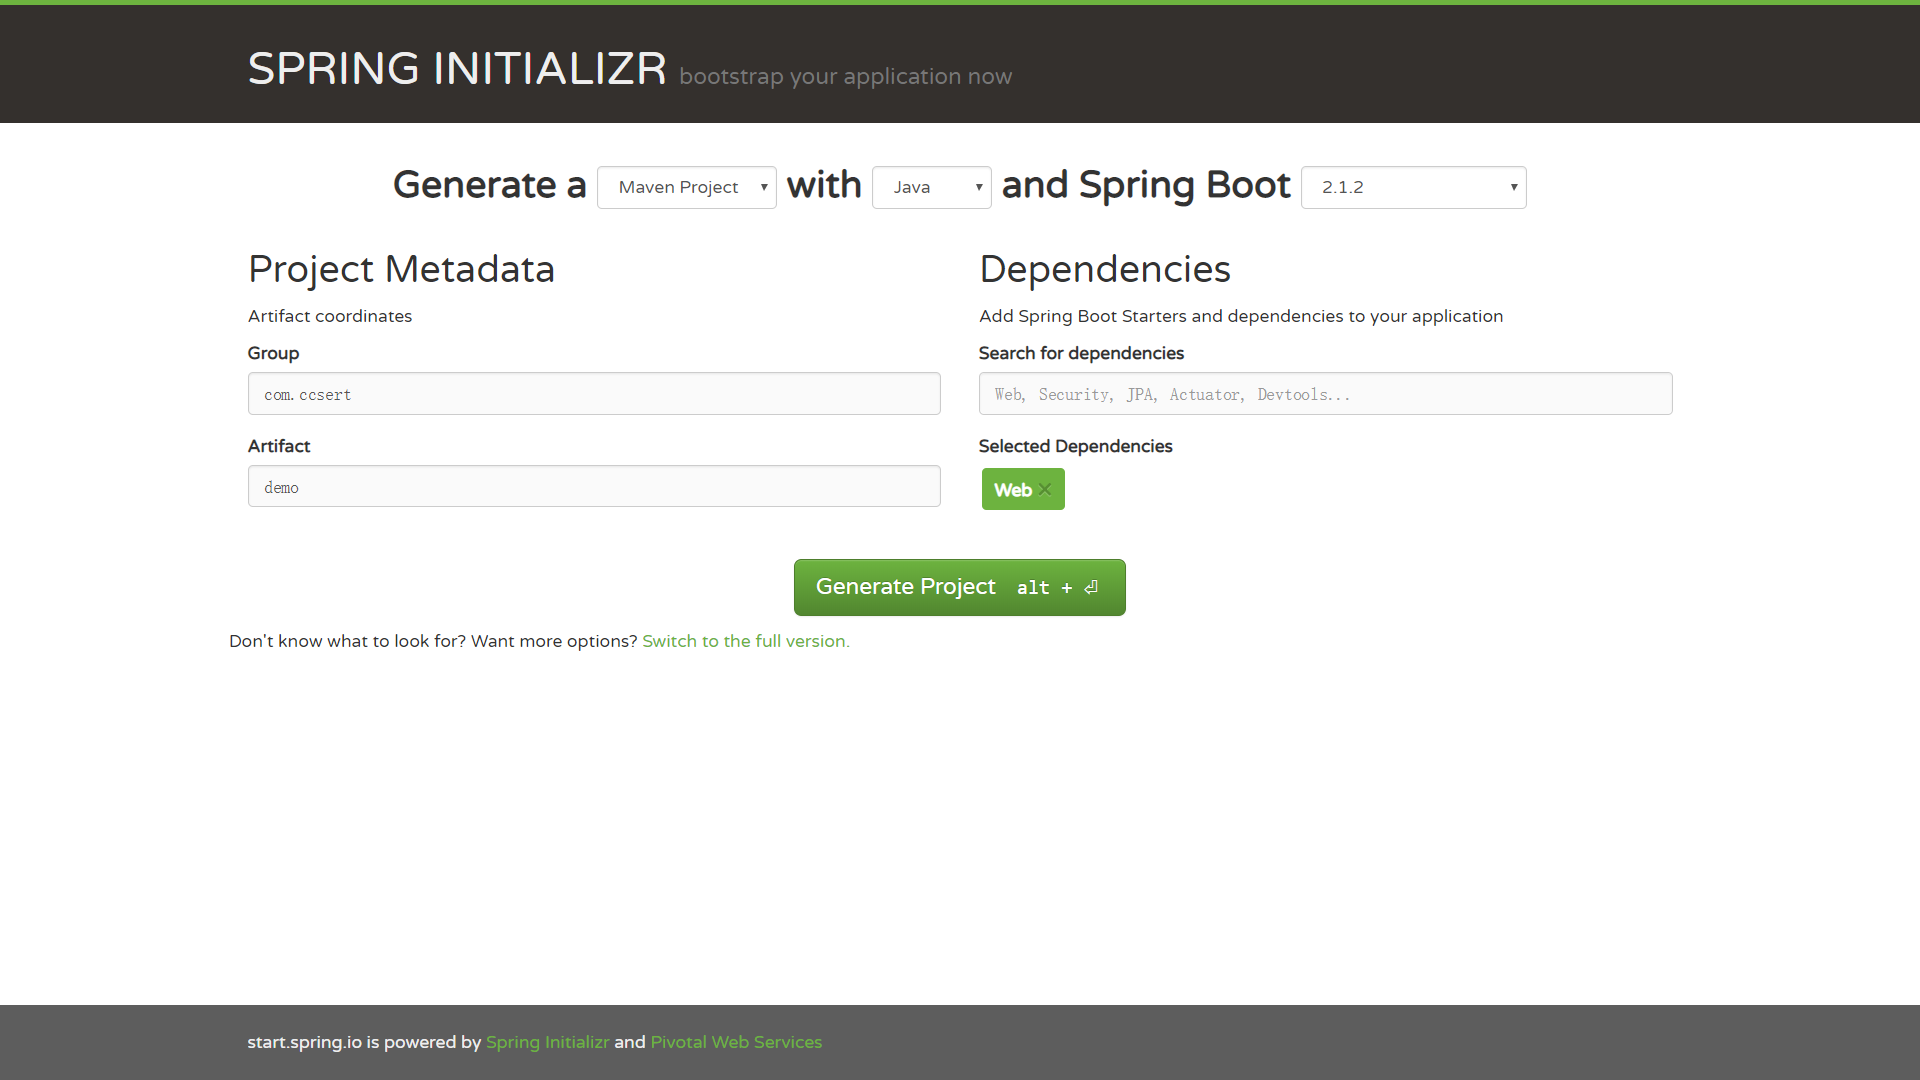 SPRING INITIALIZR bootstrap your application now
Generate a Maven Project with Java and Spring Boot 2.1.2
Project Metadata
Artifact coordinates
Group
com.ccsert
Artifact
demo
Dependencies
Add Spring Boot Starters and dependencies to your application
Search for dependencies
Web, Security, JPA, Actuator, Devtools...
Selected Dependencies
Web ×
Generate Project alt + ⏎
Don't know what to look for? Want more options? Switch to the full version.
start.spring.io is powered by Spring Initializr and Pivotal Web Services